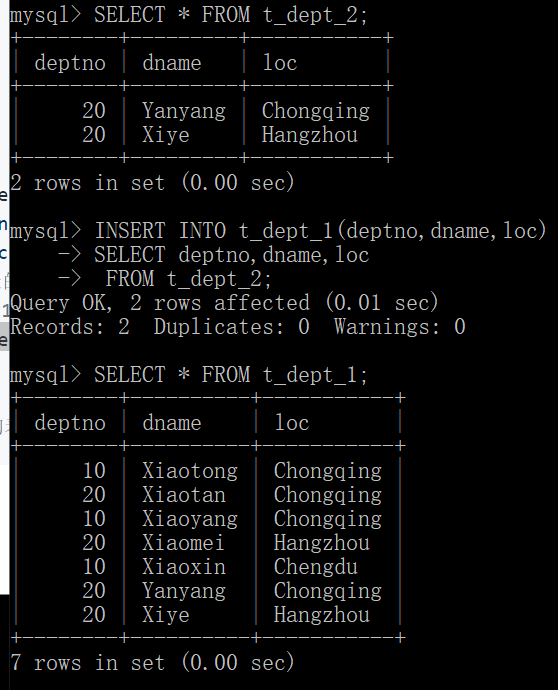 mysql> SELECT * FROM t_dept_2;
+--------+---------+-----------+
| deptno | dname   | loc       |
+--------+---------+-----------+
|     20 | Yanyang | Chongqing |
|     20 | Xiye    | Hangzhou  |
+--------+---------+-----------+
2 rows in set (0.00 sec)
mysql> INSERT INTO t_dept_1(deptno,dname,loc)
    -> SELECT deptno,dname,loc
    ->  FROM t_dept_2;
Query OK, 2 rows affected (0.01 sec)
Records: 2  Duplicates: 0  Warnings: 0
mysql> SELECT * FROM t_dept_1;
+--------+----------+-----------+
| deptno | dname    | loc       |
+--------+----------+-----------+
|     10 | Xiaotong | Chongqing |
|     20 | Xiaotan  | Chongqing |
|     10 | Xiaoyang | Chongqing |
|     20 | Xiaomei  | Hangzhou  |
|     10 | Xiaoxin  | Chengdu   |
|     20 | Yanyang  | Chongqing |
|     20 | Xiye     | Hangzhou  |
+--------+----------+-----------+
7 rows in set (0.00 sec)